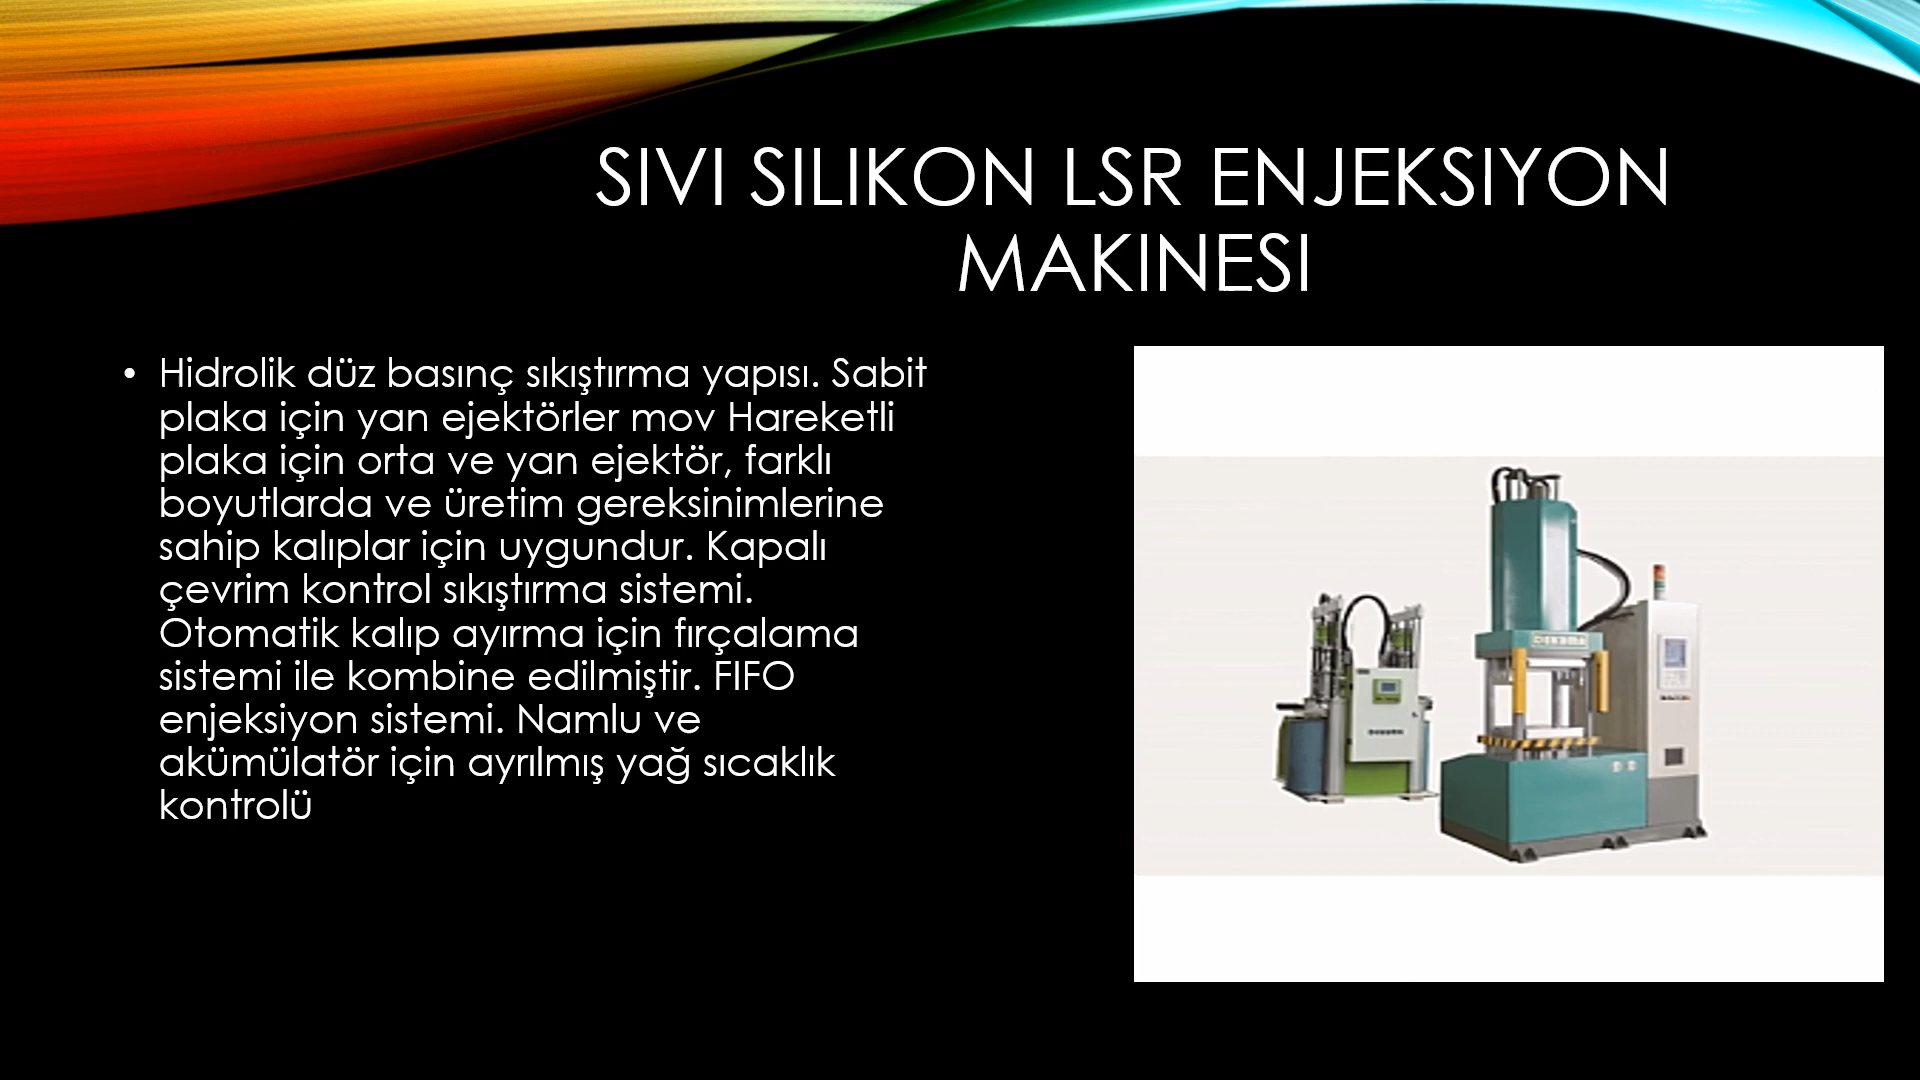 SIVI SILIKON LSR ENJEKSIYON
MAKINESI
• Hidrolik düz basınç sıkıştırma yapısı. Sabit
plaka için yan ejektörler mov Hareketli
plaka için orta ve yan ejektör, farklı
boyutlarda ve üretim gereksinimlerine
sahip kalıplar için uygundur. Kapalı
çevrim kontrol sıkıştırma sistemi.
Otomatik kalıp ayırma için fırçalama
sistemi ile kombine edilmiştir. FIFO
enjeksiyon sistemi. Namlu ve
akümülatör için ayrılmış yağ sıcaklık
kontrolü